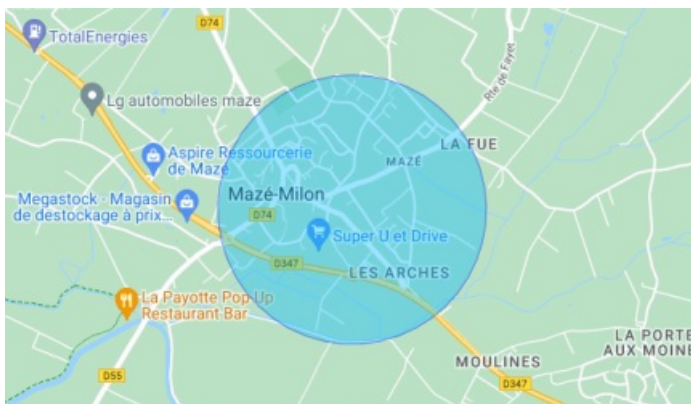 D74
TotalEnergies
Lg automobiles maze
Rte de Fayet
LA FUE
MAZÉ
Aspire Ressourcerie
de Mazé
Mazé-Milon
Megastock - Magasin
de destockage à prix...
D74
Super U et Drive
D347
LES ARCHES
La Payotte Pop Up
Restaurant Bar
LA PORTE
AUX MOINE
MOULINES
D55
D347